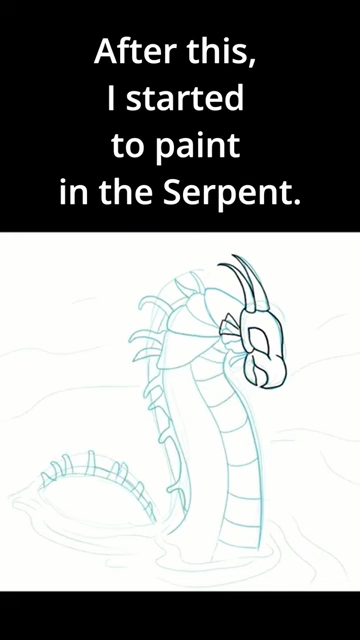 After this,
I started
to paint
in the Serpent.